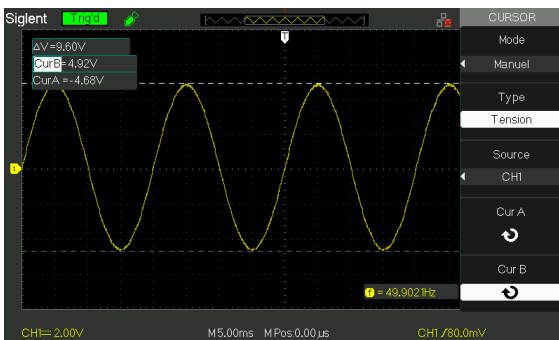 Siglent Trig'd CURSOR
T
ΔV=9.60V
CurB=4.92V
CurA=-4.68V
Mode
Manuel
Type
Tension
Source
CH1
Cur A
Cur B
1
f = 49.9021Hz
CH1 2.00V M 5.00ms M Pos:0.00μs CH1 /80.0mV